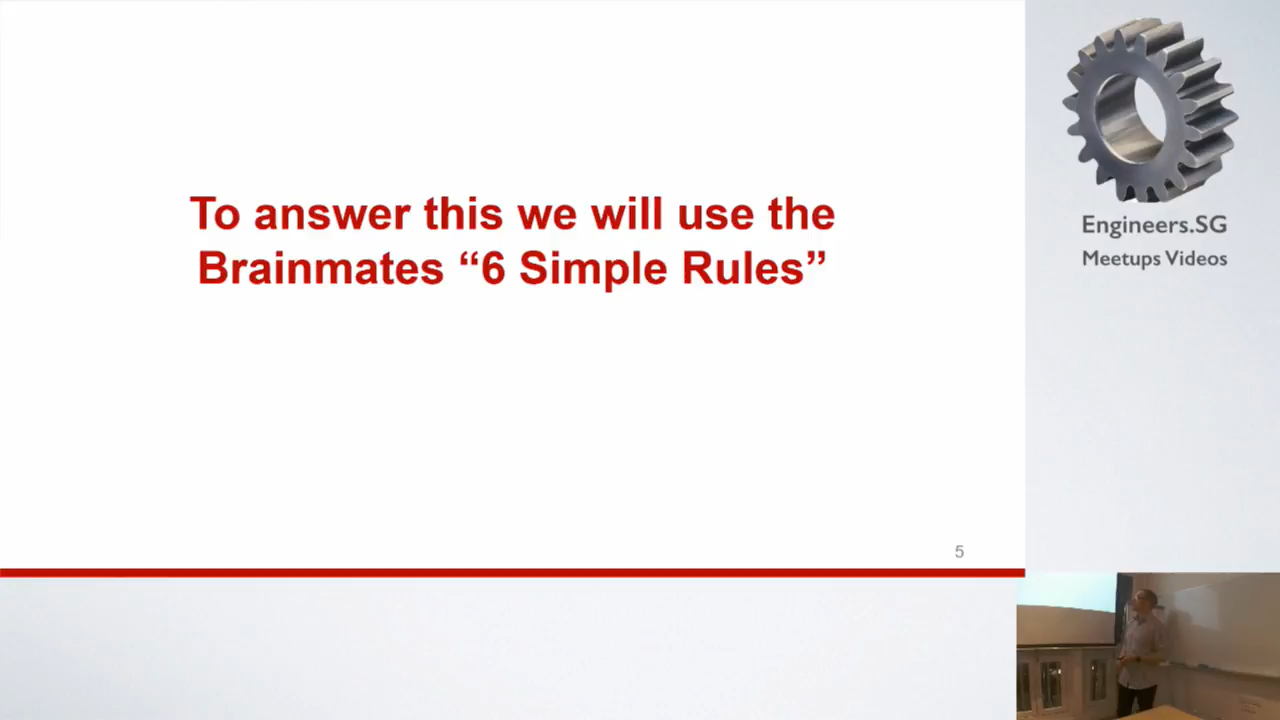 To answer this we will use the
Brainmates “6 Simple Rules”
5
Engineers.SG
Meetups Videos